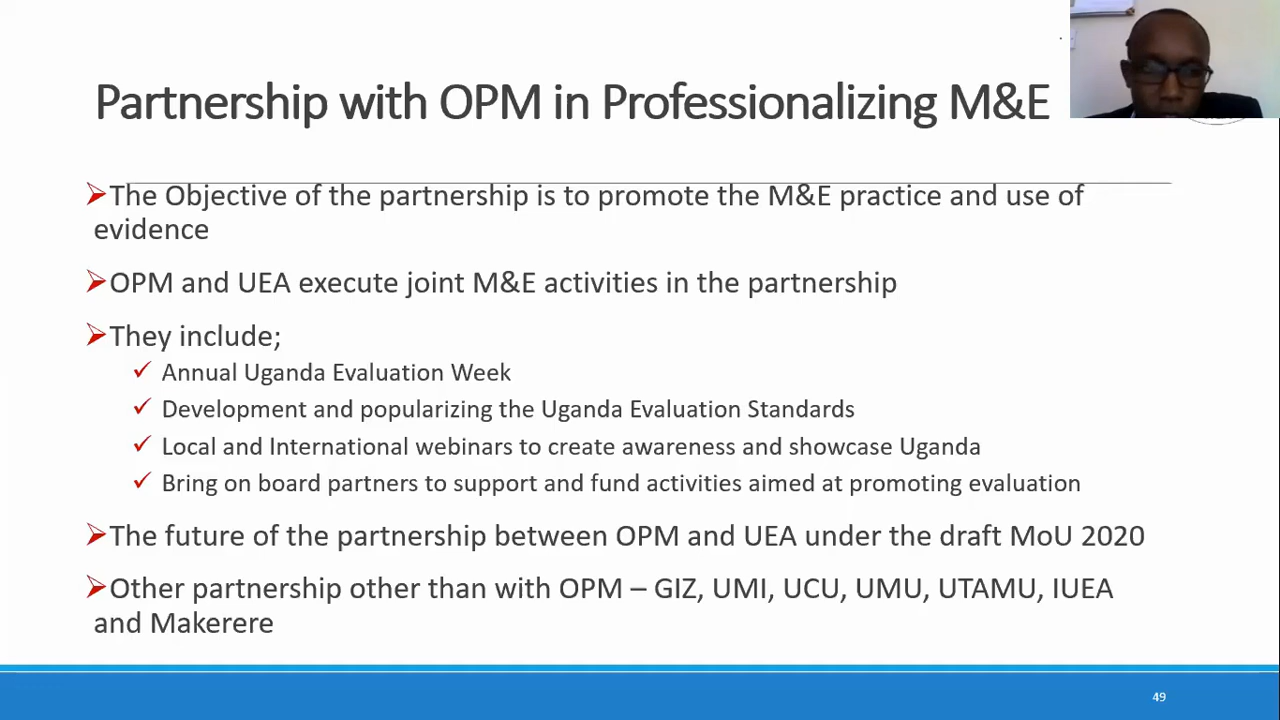 Partnership with OPM in Professionalizing M&E
The Objective of the partnership is to promote the M&E practice and use of
evidence
OPM and UEA execute joint M&E activities in the partnership
They include;
Annual Uganda Evaluation Week
Development and popularizing the Uganda Evaluation Standards
Local and International webinars to create awareness and showcase Uganda
Bring on board partners to support and fund activities aimed at promoting evaluation
The future of the partnership between OPM and UEA under the draft MoU 2020
Other partnership other than with OPM – GIZ, UMI, UCU, UMU, UTAMU, IUEA
and Makerere
49